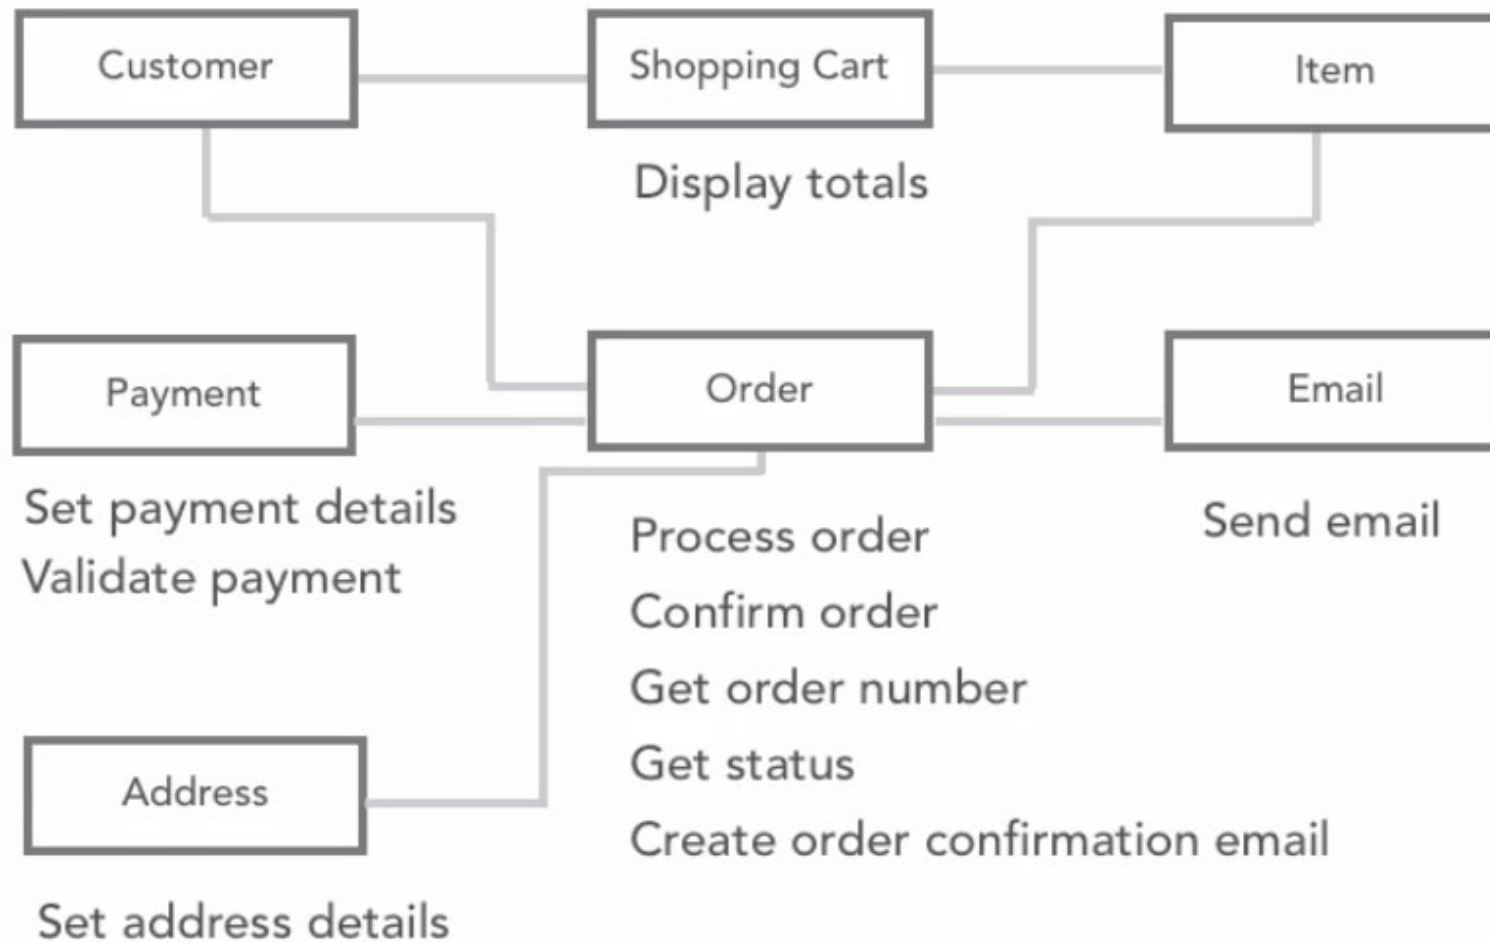 Customer
Shopping Cart
Item
Display totals
Payment
Order
Email
Set payment details
Validate payment
Process order
Confirm order
Get order number
Get status
Create order confirmation email
Send email
Address
Set address details